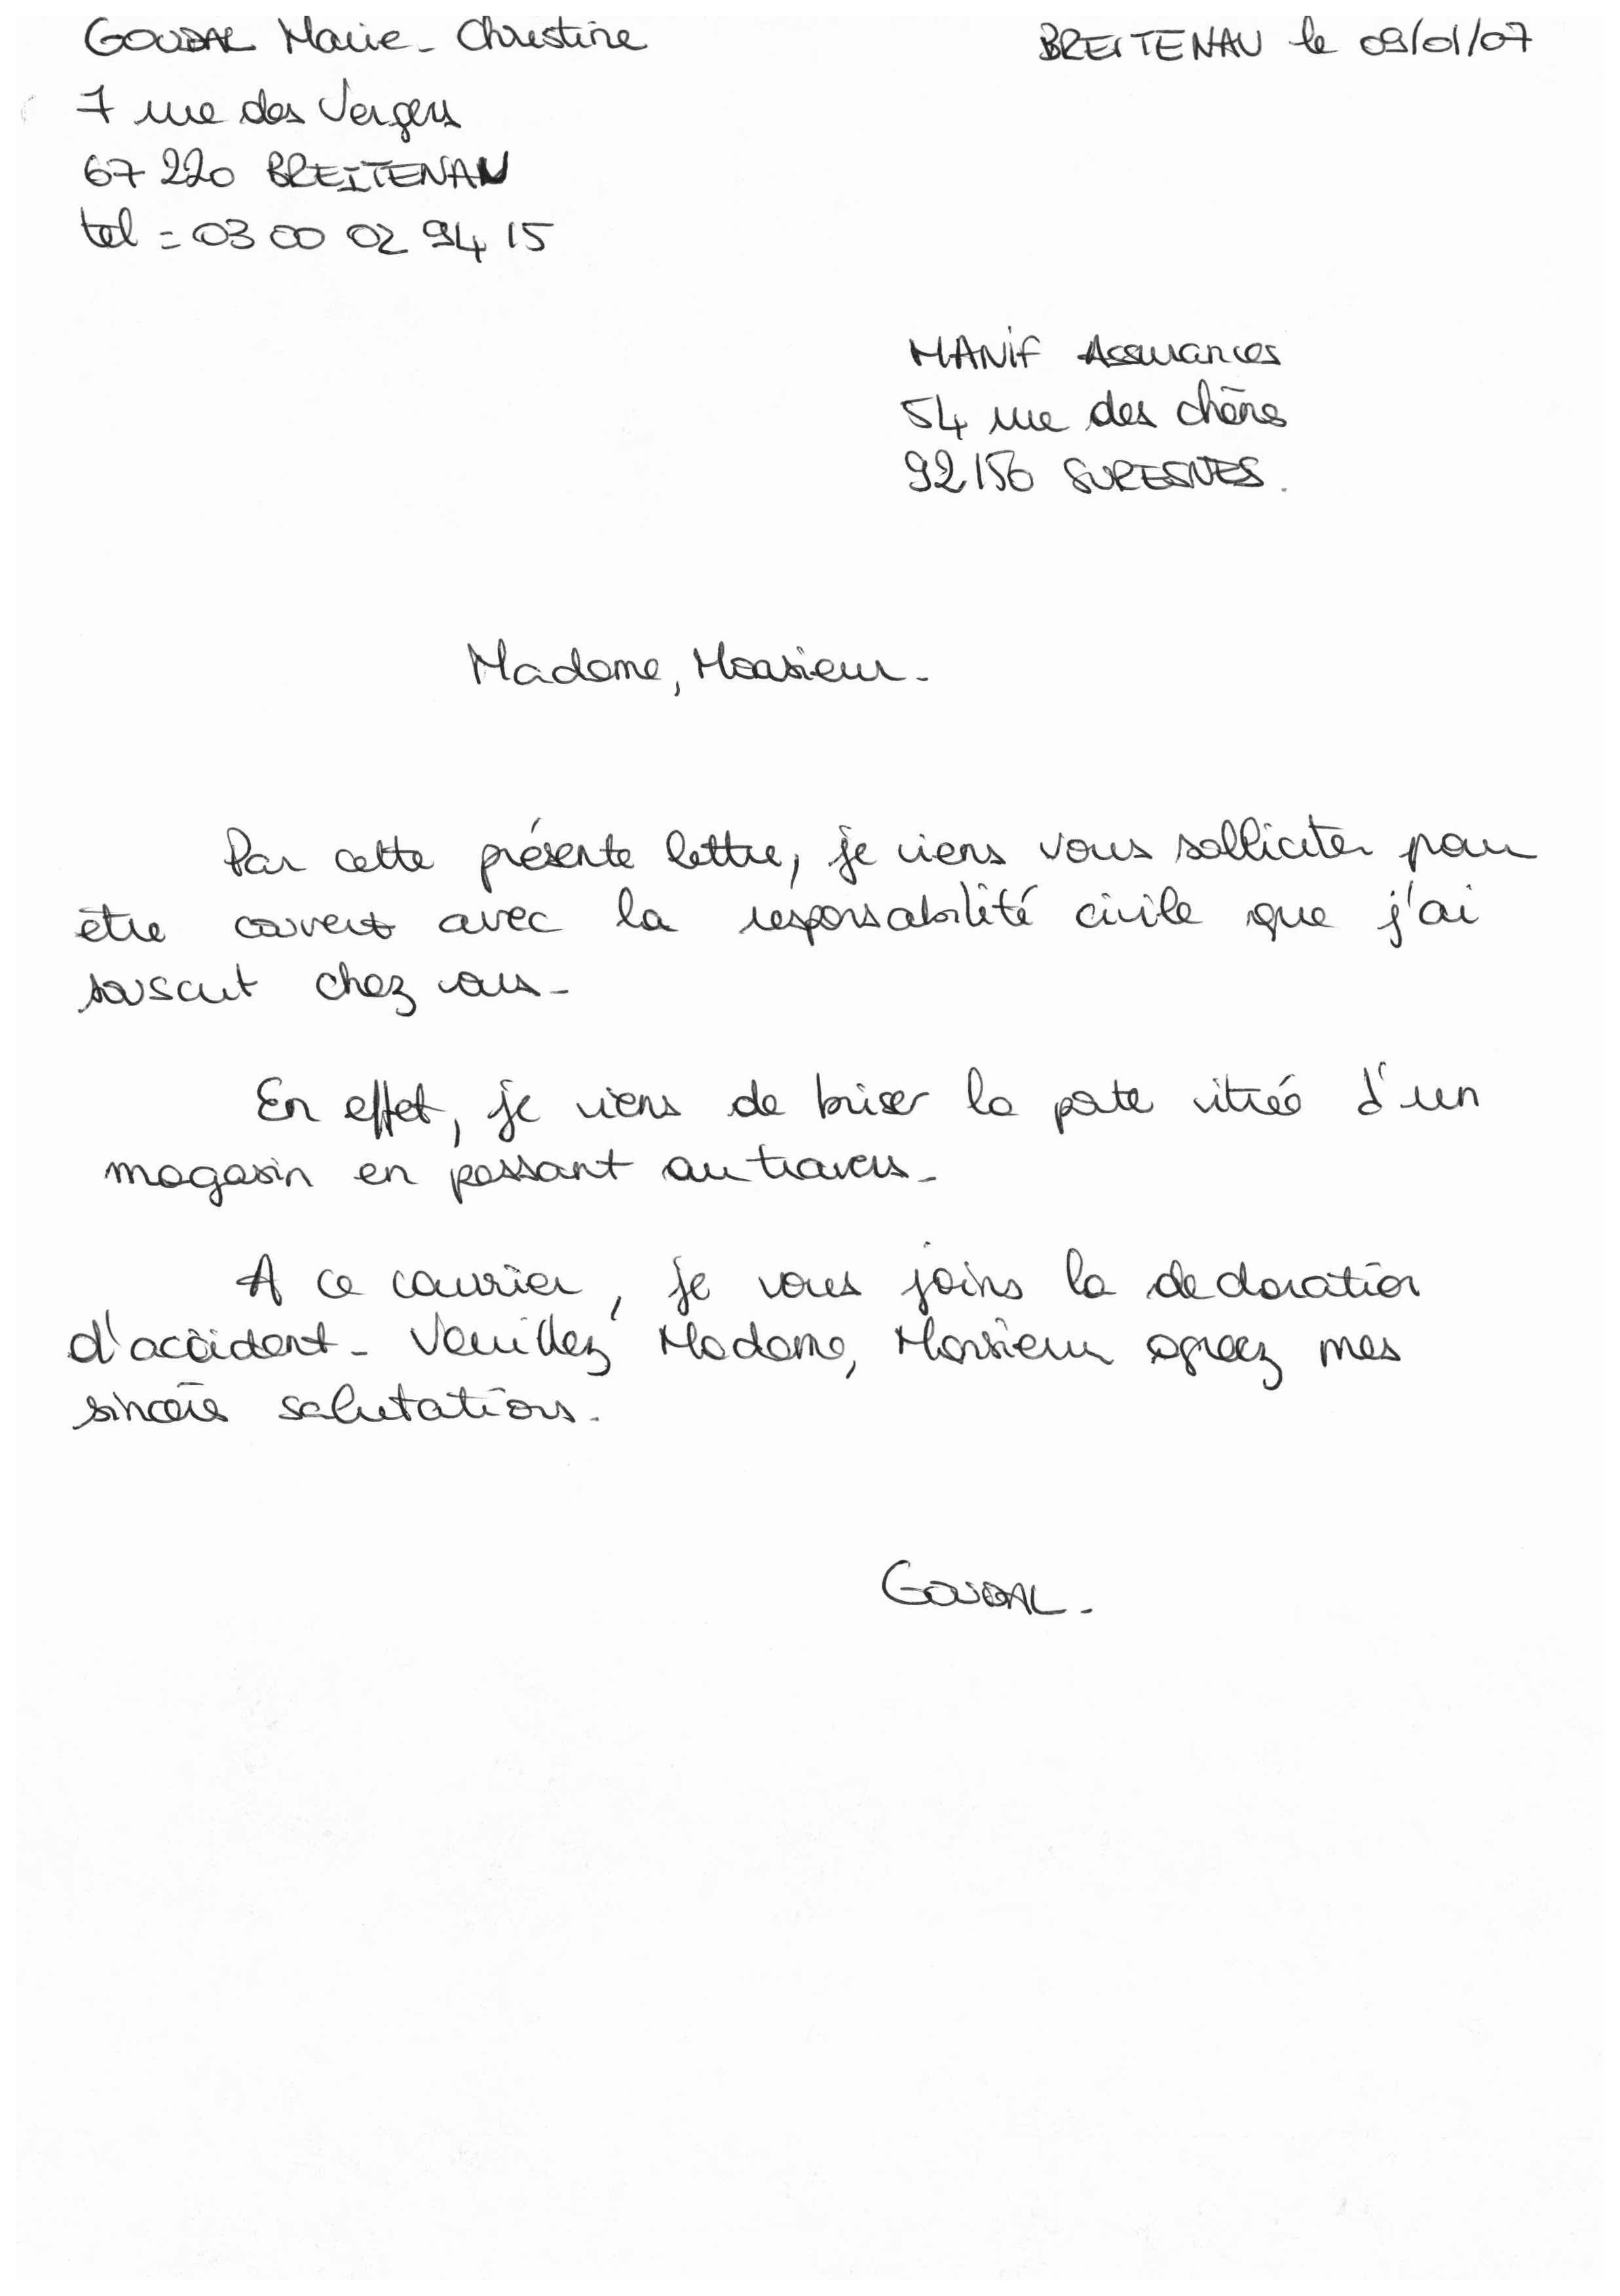 GOUDAL Marie-Christine
BREITENAU le 09/01/07
7 rue des Vergers
67 220 BREITENAU
tel = 03 00 02 94 15
MANIF Assurances
54 rue des chênes
92150 SURESNES.
Madame, Monsieur.
Par cette présente lettre, je viens vous solliciter pour
être couvert avec la responsabilité civile que j'ai
souscrit chez vous.
En effet, je viens de briser la porte vitrée d'un
magasin en passant au travers.
A ce courrier, je vous joins la declaration
d'accident. Veuillez Madame, Monsieur agréez mes
sincères salutations.
GOUDAL.